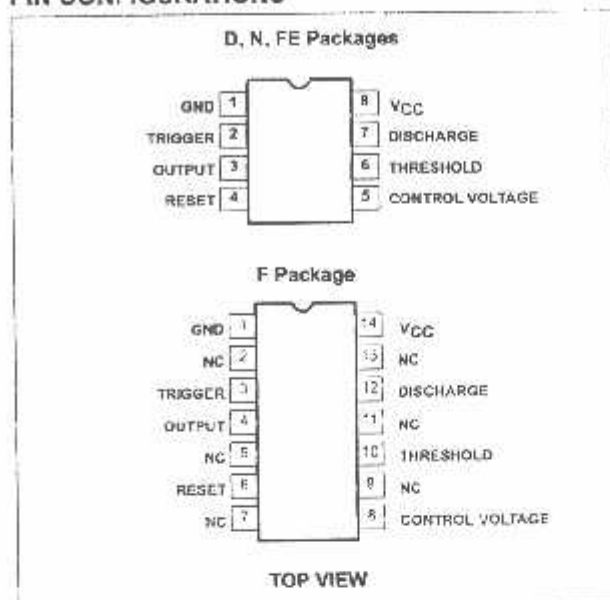 D, N, FE Packages
GND 1 8 VCC
TRIGGER 2 7 DISCHARGE
OUTPUT 3 6 THRESHOLD
RESET 4 5 CONTROL VOLTAGE
F Package
GND 1 14 VCC
NC 2 13 NC
TRIGGER 3 12 DISCHARGE
OUTPUT 4 11 NC
NC 5 10 THRESHOLD
RESET 6 9 NC
NC 7 8 CONTROL VOLTAGE
TOP VIEW